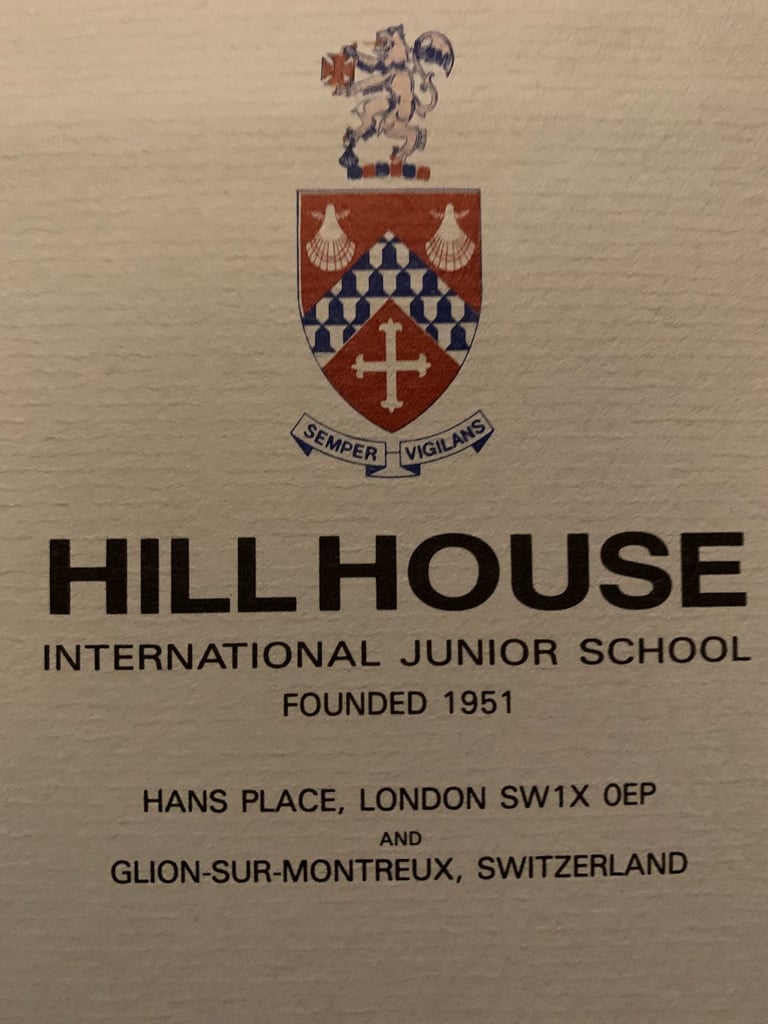 SEMPER VIGILANS
HILL HOUSE
INTERNATIONAL JUNIOR SCHOOL
FOUNDED 1951
HANS PLACE, LONDON SW1X 0EP
AND
GLION-SUR-MONTREUX, SWITZERLAND